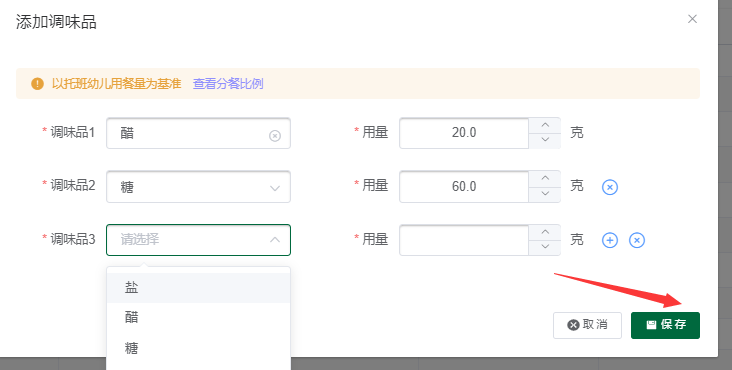 添加调味品
以托班幼儿用餐量为基准 查看分餐比例
* 调味品1 醋 * 用量 20.0 克
* 调味品2 糖 * 用量 60.0 克
* 调味品3 请选择 * 用量 克
盐
醋
糖
取消 保存